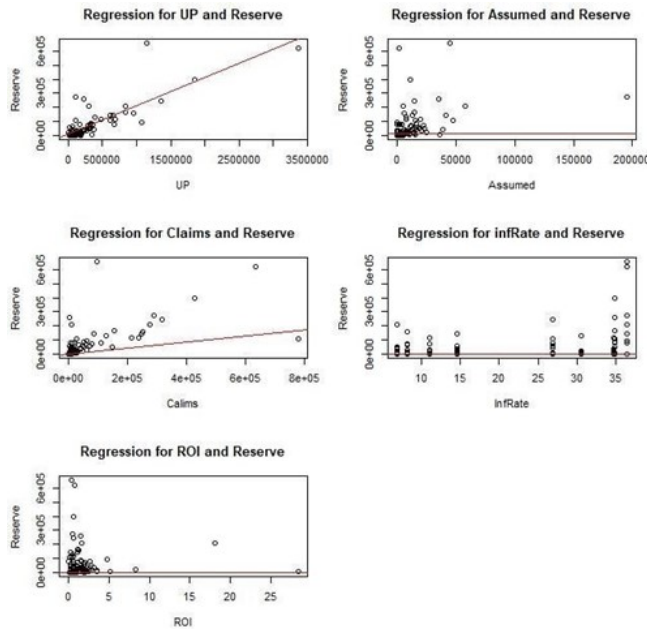 Regression for UP and Reserve
Reserve
0e+00 3e+05 6e+05
0 500000 1500000 2500000 3500000
UP
Regression for Assumed and Reserve
Reserve
0e+00 3e+05 6e+05
0 50000 100000 150000 200000
Assumed
Regression for Claims and Reserve
Reserve
0e+00 3e+05 6e+05
0e+00 2e+05 4e+05 6e+05 8e+05
Calims
Regression for infRate and Reserve
Reserve
0e+00 3e+05 6e+05
10 15 20 25 30 35
InfRate
Regression for ROI and Reserve
Reserve
0e+00 3e+05 6e+05
0 5 10 15 20 25
ROI